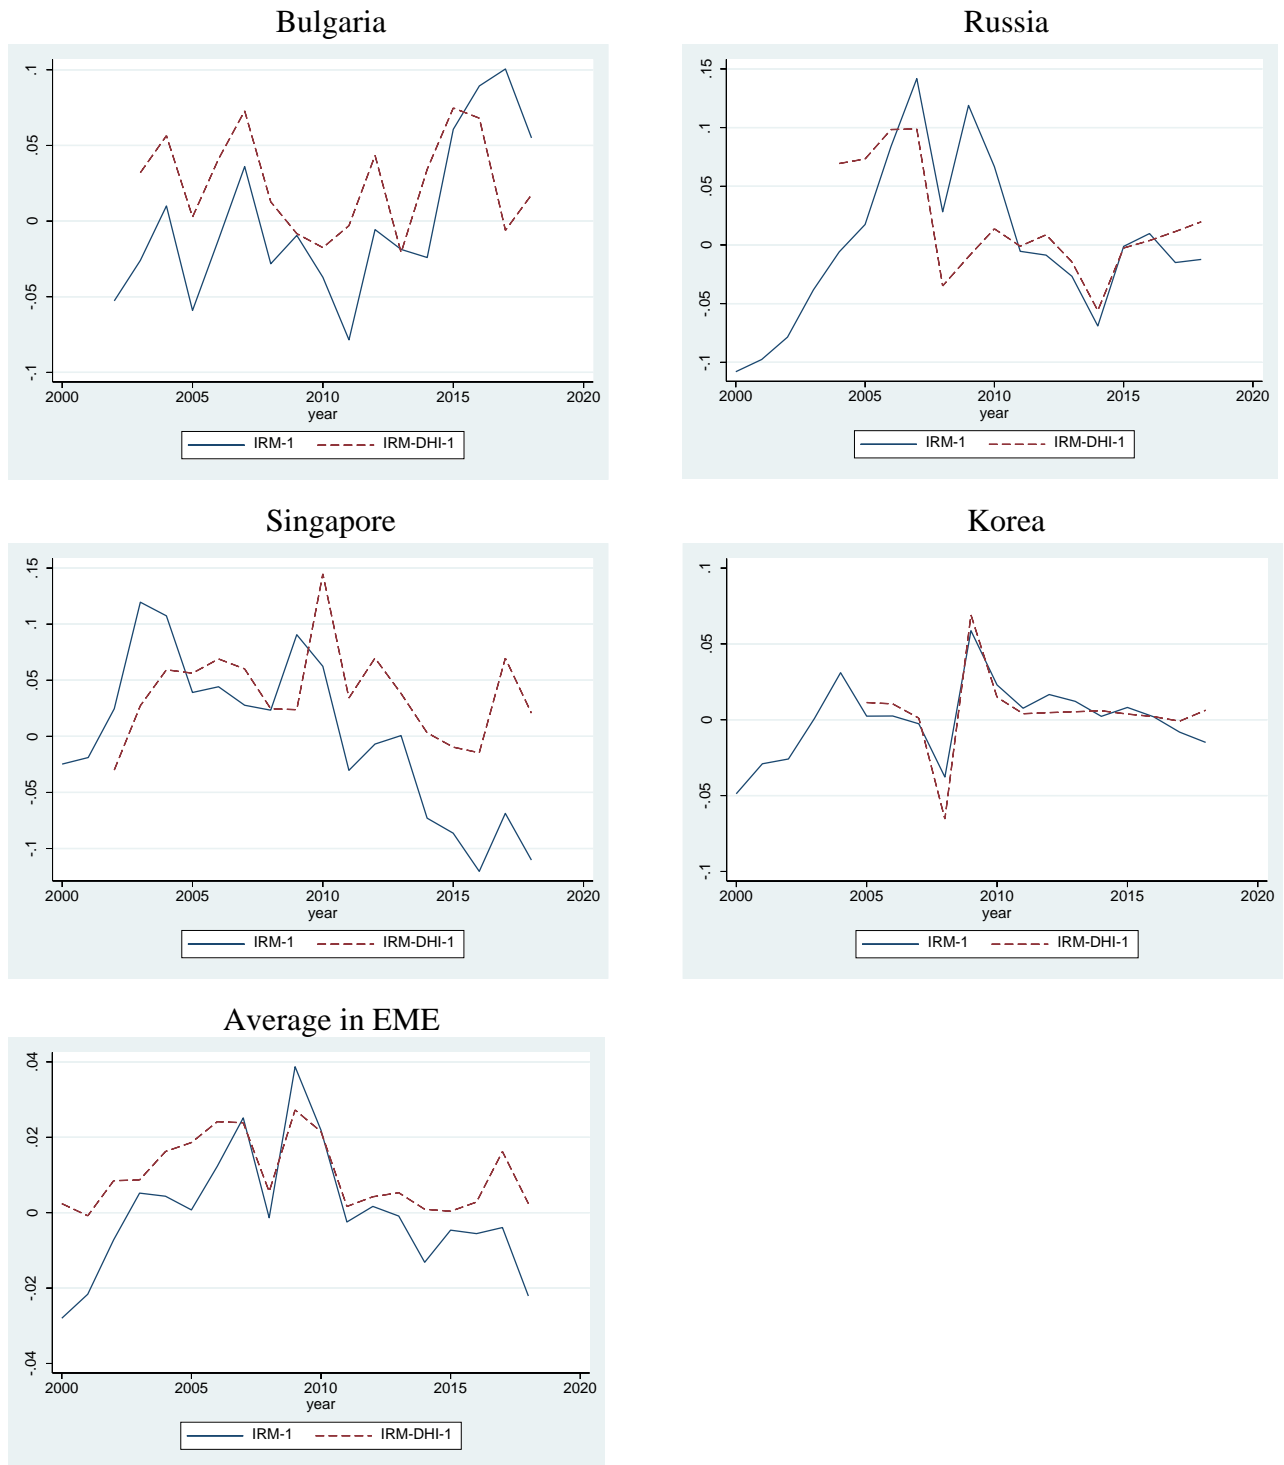 Bulgaria
.1
.05
0
-.05
-.1
2000 2005 2010 2015 2020
year
IRM-1 IRM-DHI-1
Russia
.15
.1
.05
0
-.05
-.1
2000 2005 2010 2015 2020
year
IRM-1 IRM-DHI-1
Singapore
.15
.1
.05
0
-.05
-.1
2000 2005 2010 2015 2020
year
IRM-1 IRM-DHI-1
Korea
.1
.05
0
-.05
-.1
2000 2005 2010 2015 2020
year
IRM-1 IRM-DHI-1
Average in EME
.04
.02
0
-.02
-.04
2000 2005 2010 2015 2020
year
IRM-1 IRM-DHI-1